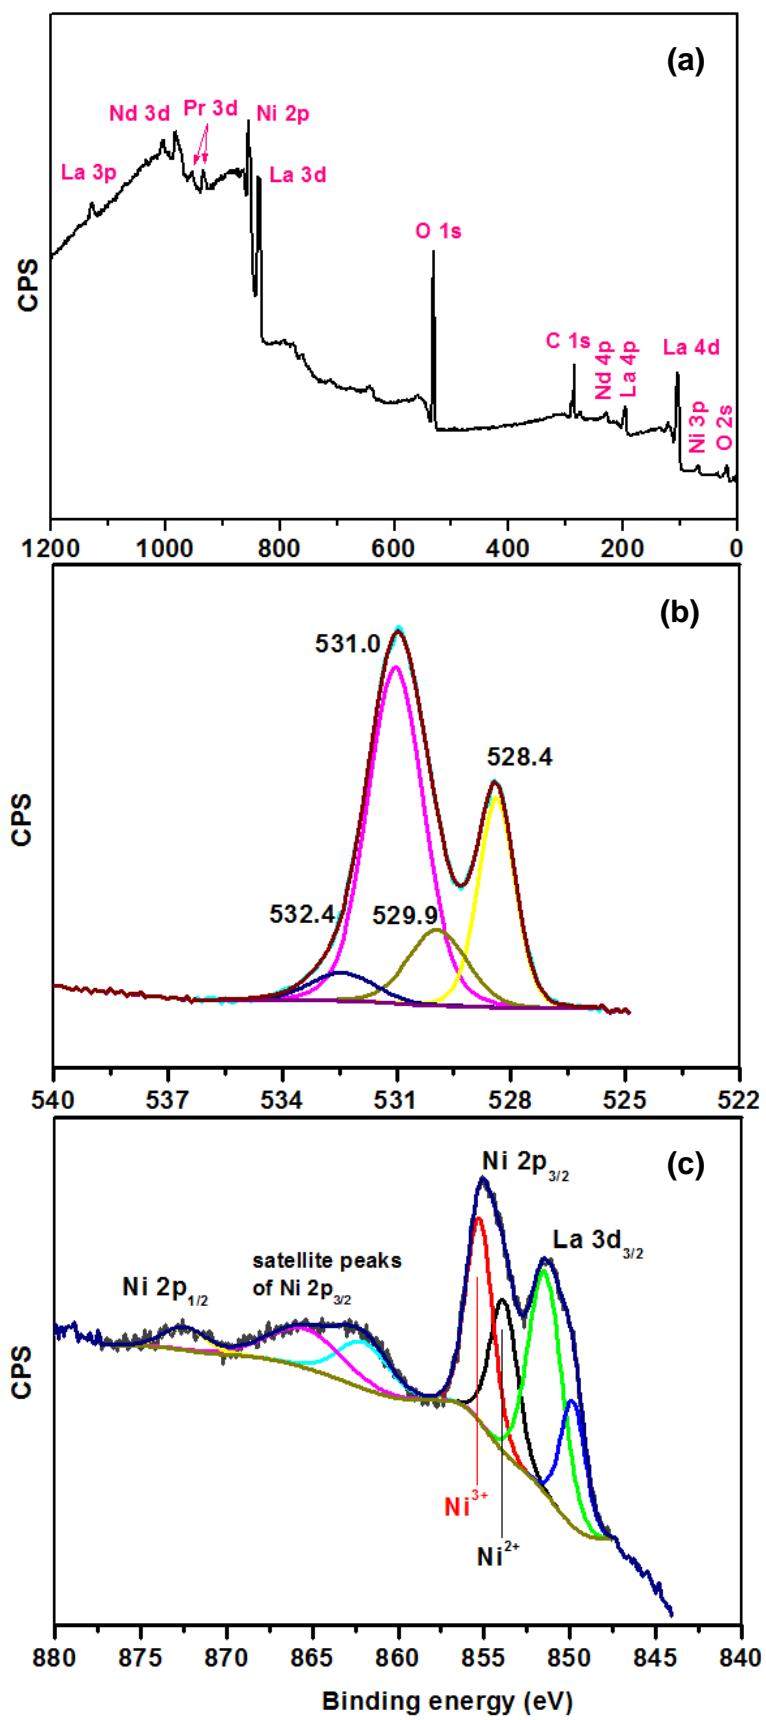 (a)
Nd 3d
Pr 3d
Ni 2p
La 3p
La 3d
O 1s
C 1s
Nd 4p
La 4p
La 4d
Ni 3p
O 2s
CPS
1200 1000 800 600 400 200 0
(b)
531.0
528.4
532.4
529.9
CPS
540 537 534 531 528 525 522
(c)
Ni 2p3/2
La 3d3/2
satellite peaks
of Ni 2p3/2
Ni 2p1/2
CPS
Ni3+
Ni2+
880 875 870 865 860 855 850 845 840
Binding energy (eV)